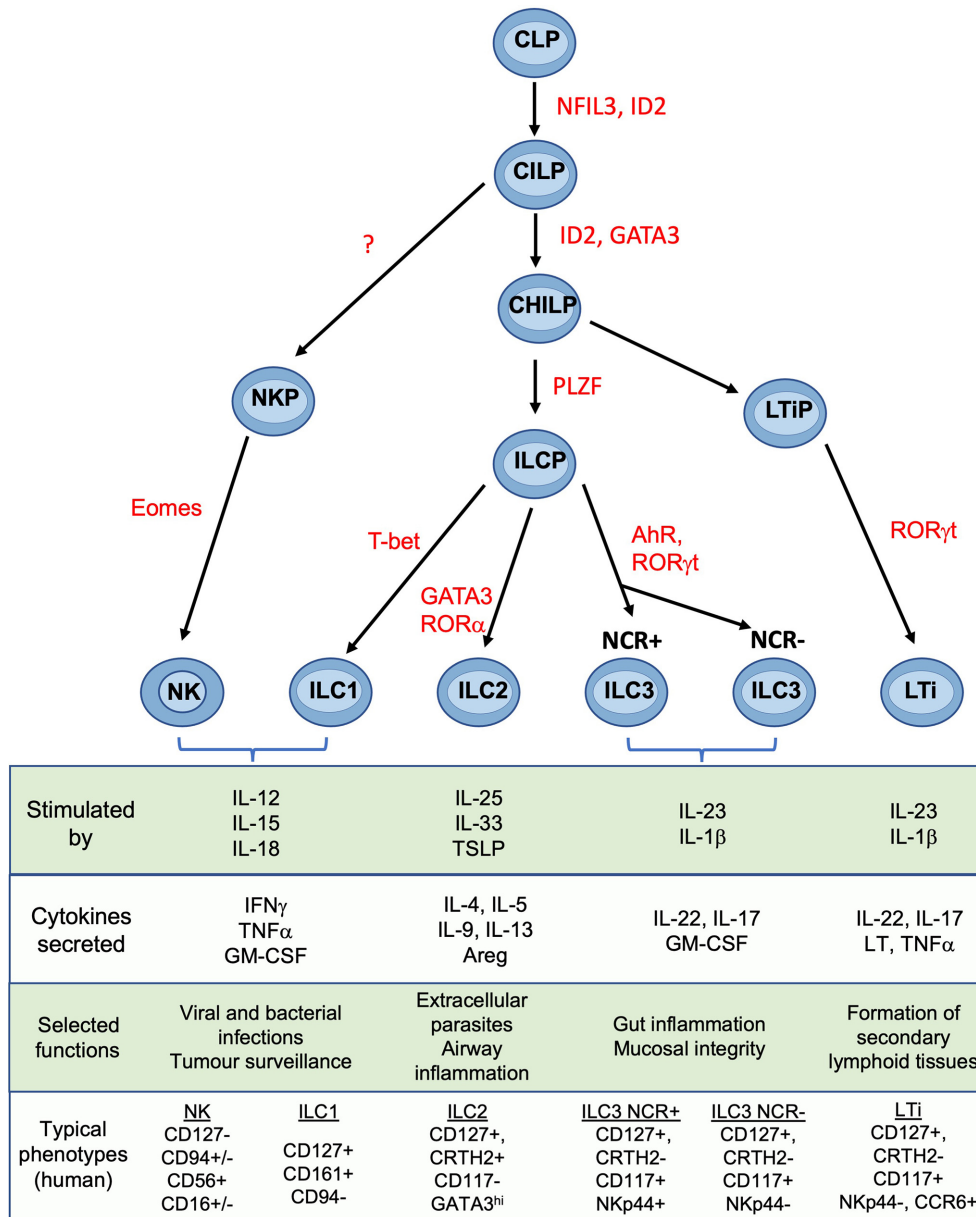 CLP
NFIL3, ID2
CILP
?
ID2, GATA3
CHILP
PLZF
NKP
LTiP
ILCP
Eomes
T-bet
GATA3
RORα
AhR,
RORγt
RORγt
NCR+
NCR-
NK
ILC1
ILC2
ILC3
ILC3
LTi
Stimulated
by
IL-12
IL-15
IL-18
IL-25
IL-33
TSLP
IL-23
IL-1β
IL-23
IL-1β
Cytokines
secreted
IFNγ
TNFα
GM-CSF
IL-4, IL-5
IL-9, IL-13
Areg
IL-22, IL-17
GM-CSF
IL-22, IL-17
LT, TNFα
Selected
functions
Viral and bacterial
infections
Tumour surveillance
Extracellular
parasites
Airway
inflammation
Gut inflammation
Mucosal integrity
Formation of
secondary
lymphoid tissues
Typical
phenotypes
(human)
NK
CD127-
CD94+/-
CD56+
CD16+/-
ILC1
CD127+
CD161+
CD94-
ILC2
CD127+,
CRTH2+
CD117-
GATA3hi
ILC3 NCR+
CD127+,
CRTH2-
CD117+
NKp44+
ILC3 NCR-
CD127+,
CRTH2-
CD117+
NKp44-
LTi
CD127+,
CRTH2-
CD117+
NKp44-, CCR6+